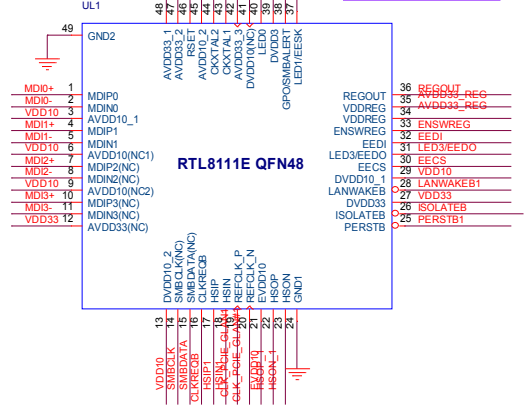 UL1
48
47
46
45
44
43
42
41
40
39
38
37
AVDD33_1
AVDD33_2
RSET
AVDD10_2
CKXTAL2
CKXTAL1
AVDD33_3
DVDD10(NC)
LED0
DVDD3
GPO/SMBALERT
LED1/EESK
49 GND2
MDI0+ 1 MDIP0
MDI0- 2 MDIN0
VDD10 3 AVDD10_1
MDI1+ 4 MDIP1
MDI1- 5 MDIN1
VDD10 6 AVDD10(NC1)
MDI2+ 7 MDIP2(NC)
MDI2- 8 MDIN2(NC)
VDD10 9 AVDD10(NC2)
MDI3+ 10 MDIP3(NC)
MDI3- 11 MDIN3(NC)
VDD33 12 AVDD33(NC)
RTL8111E QFN48
REGOUT 36 REGOUT
VDDREG 35 AVDD33_REG
VDDREG 34 AVDD33_REG
ENSWREG 33 ENSWREG
EEDI 32 EEDI
LED3/EEDO 31 LED3/EEDO
EECS 30 EECS
DVDD10_1 29 VDD10
LANWAKEB 28 LANWAKEB1
DVDD33 27 VDD33
ISOLATEB 26 ISOLATEB
PERSTB 25 PERSTB1
DVDD10_2
SMBCLK(NC)
SMBDATA(NC)
CLKREQB
HSIP
HSIN
REFCLK_P
REFCLK_N
EVDD10
HSOP
HSON
GND1
13
14
15
16
17
18
19
20
21
22
23
24
VDD10
SMBCLK
SMBDATA
CLKREQB
HSIP1
HSIN1
EVDD10
HSOP_1
HSON_1